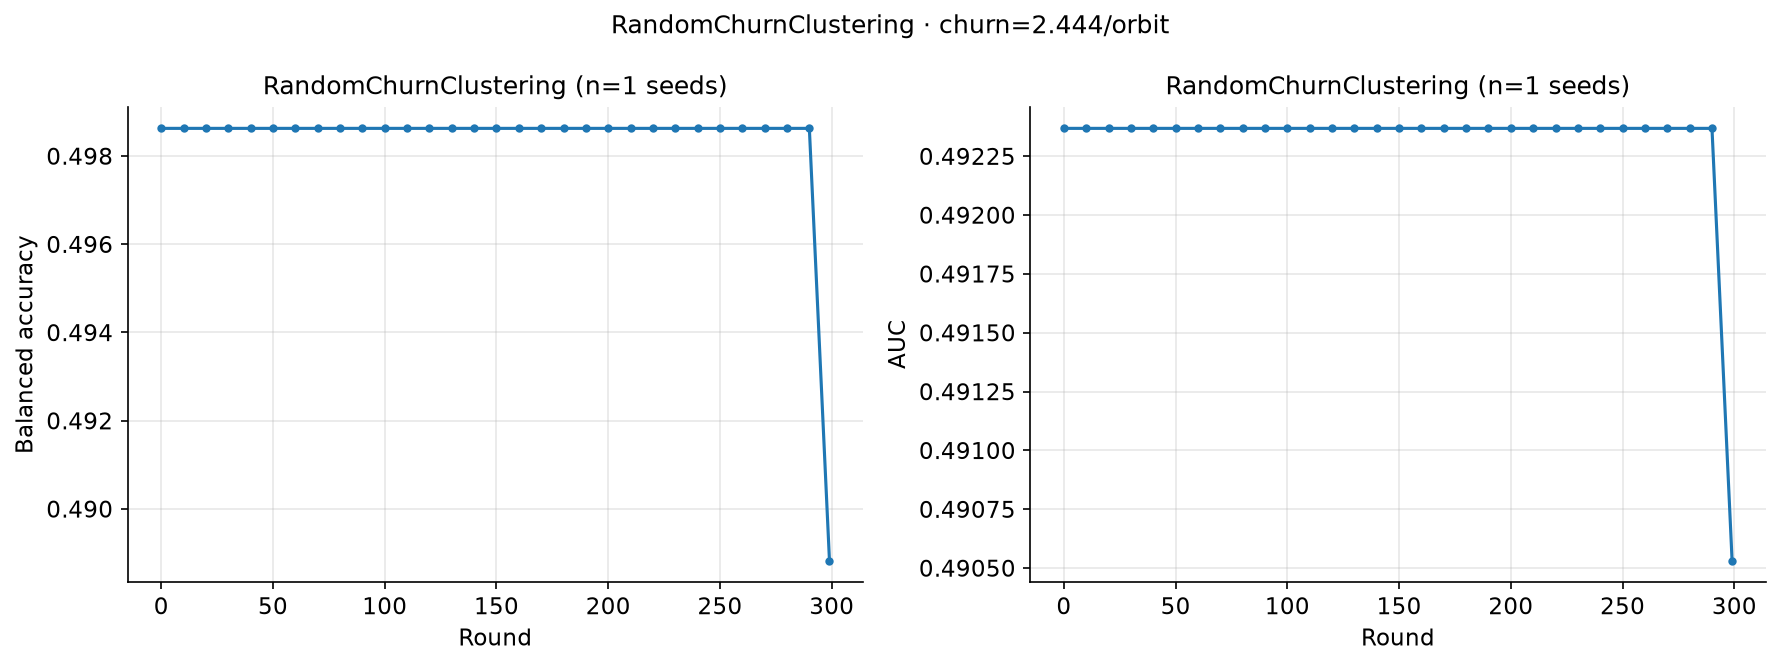 RandomChurnClustering · churn=2.444/orbit
RandomChurnClustering (n=1 seeds)
Balanced accuracy
0.498
0.496
0.494
0.492
0.490
0 50 100 150 200 250 300
Round
RandomChurnClustering (n=1 seeds)
AUC
0.49225
0.49200
0.49175
0.49150
0.49125
0.49100
0.49075
0.49050
0 50 100 150 200 250 300
Round